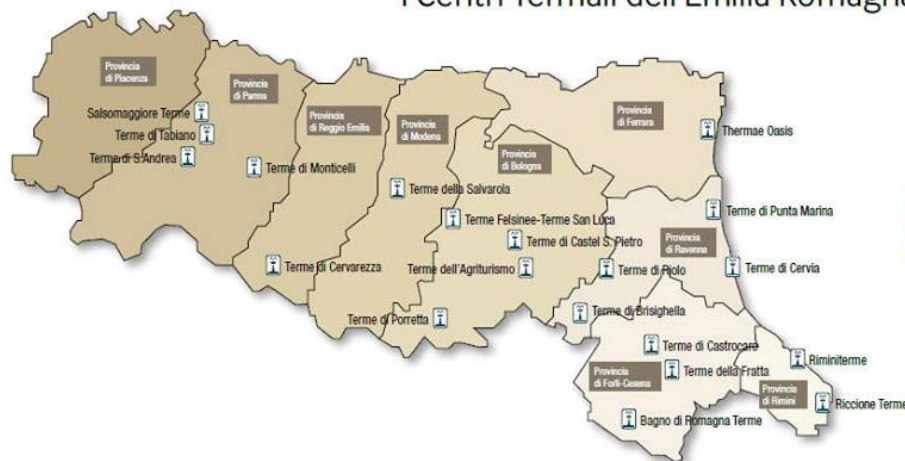 I Centri Termali dell'Emilia Romagna
Provincia
di Piacenza
Provincia
di Parma
Provincia
di Reggio Emilia
Provincia
di Modena
Provincia
di Bologna
Provincia
di Ferrara
Salsomaggiore Terme
Terme di Tabiano
Terme di S.Andrea
Terme di Monticelli
Thermae Oasis
Terme della Salvarola
Terme Felsinee-Terme San Luca
Terme di Punta Marina
Terme di Castel S. Pietro
Provincia
di Ravenna
Terme di Cervarezza
Terme dell'Agriturismo
Terme di Riolo
Terme di Cervia
Terme di Porretta
Terme di Brisighella
Terme di Castrocaro
Riminiterme
Provincia
di Forlì-Cesena
Terme della Fratta
Provincia
di Rimini
Riccione Terme
Bagno di Romagna Terme